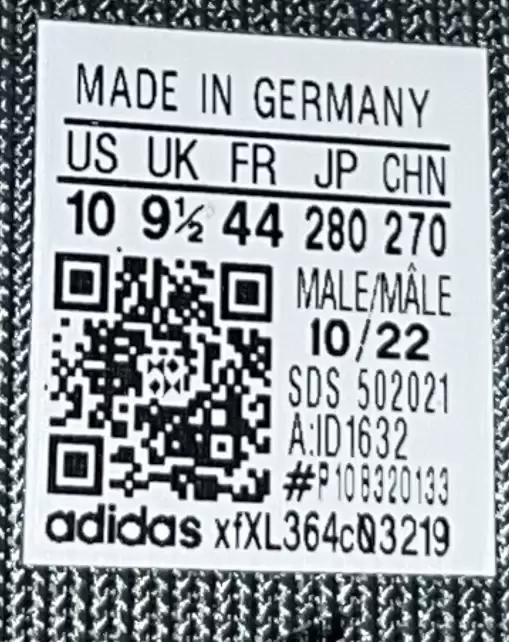 MADE IN GERMANY
US UK FR JP CHN
10 9½ 44 280 270
MALE/MÂLE
10/22
SDS 502021
A:ID1632
#P108320133
adidas xfXL364c03219